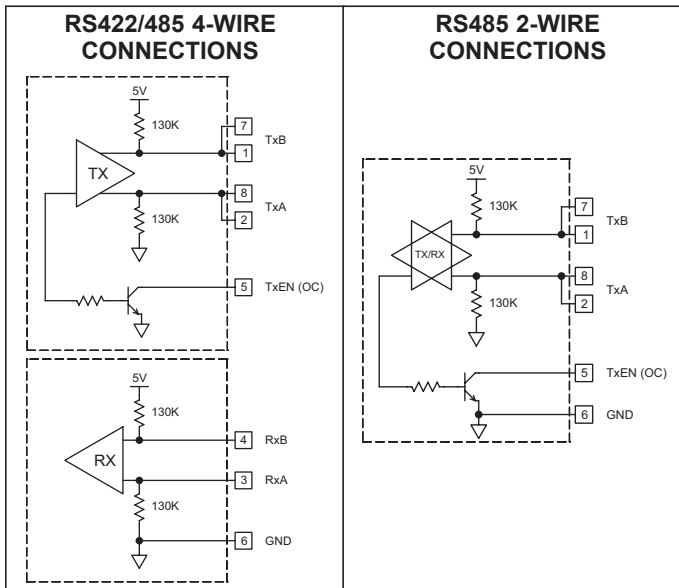 RS422/485 4-WIRE
CONNECTIONS
5V
130K
7
TxB
1
TX
8
TxA
2
130K
5 TxEN (OC)
5V
130K
4 RxB
RX
3 RxA
130K
6 GND
RS485 2-WIRE
CONNECTIONS
5V
130K
7
TxB
1
TX/RX
8
TxA
2
130K
5 TxEN (OC)
6 GND